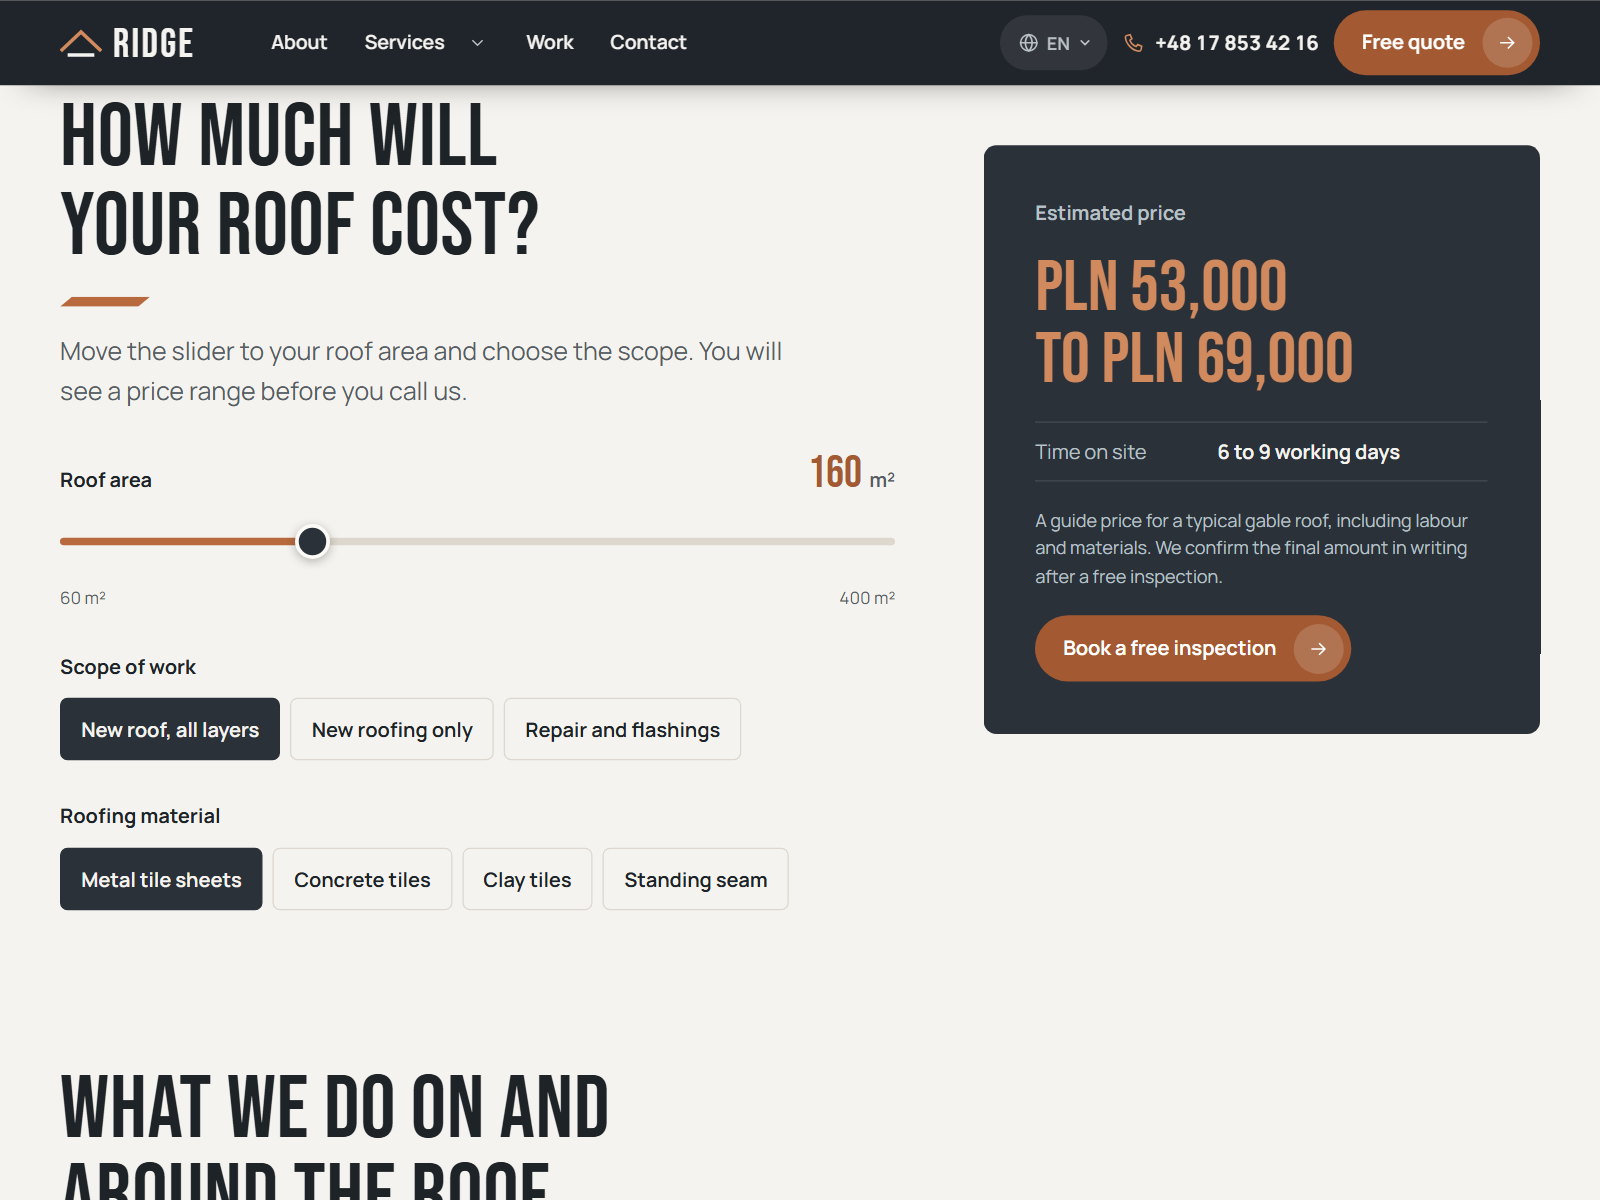 RIDGE
About
Services
Work
Contact
EN
+48 17 853 42 16
Free quote
HOW MUCH WILL
YOUR ROOF COST?
Move the slider to your roof area and choose the scope. You will
see a price range before you call us.
Roof area
160 m²
60 m²
400 m²
Scope of work
New roof, all layers
New roofing only
Repair and flashings
Roofing material
Metal tile sheets
Concrete tiles
Clay tiles
Standing seam
Estimated price
PLN 53,000
TO PLN 69,000
Time on site
6 to 9 working days
A guide price for a typical gable roof, including labour
and materials. We confirm the final amount in writing
after a free inspection.
Book a free inspection
WHAT WE DO ON AND
AROUND THE ROOF